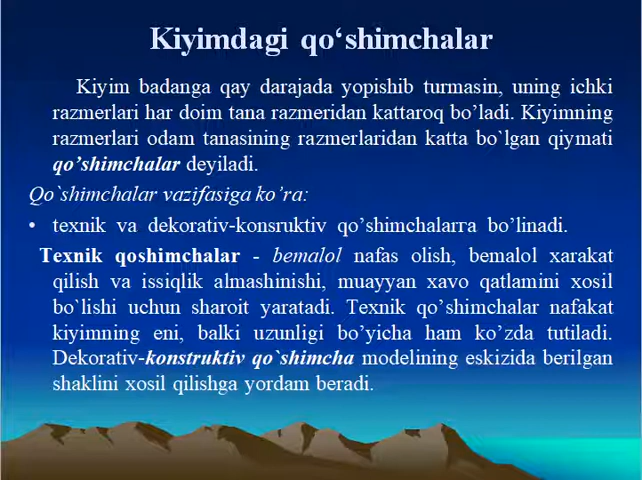 Kiyimdagi qo‘shimchalar
Kiyim badanga qay darajada yopishib turmasin, uning ichki
razmerlari har doim tana razmeridan kattaroq bo’ladi. Kiyimning
razmerlari odam tanasining razmerlaridan katta bo`lgan qiymati
qo’shimchalar deyiladi.
Qo`shimchalar vazifasiga ko’ra:
• texnik va dekorativ-konsruktiv qo’shimchalarга bo’linadi.
Texnik qoshimchalar - bemalol nafas olish, bemalol xarakat
qilish va issiqlik almashinishi, muayyan xavo qatlamini xosil
bo`lishi uchun sharoit yaratadi. Texnik qo’shimchalar nafakat
kiyimning eni, balki uzunligi bo’yicha ham ko’zda tutiladi.
Dekorativ-konstruktiv qo`shimcha modelining eskizida berilgan
shaklini xosil qilishga yordam beradi.